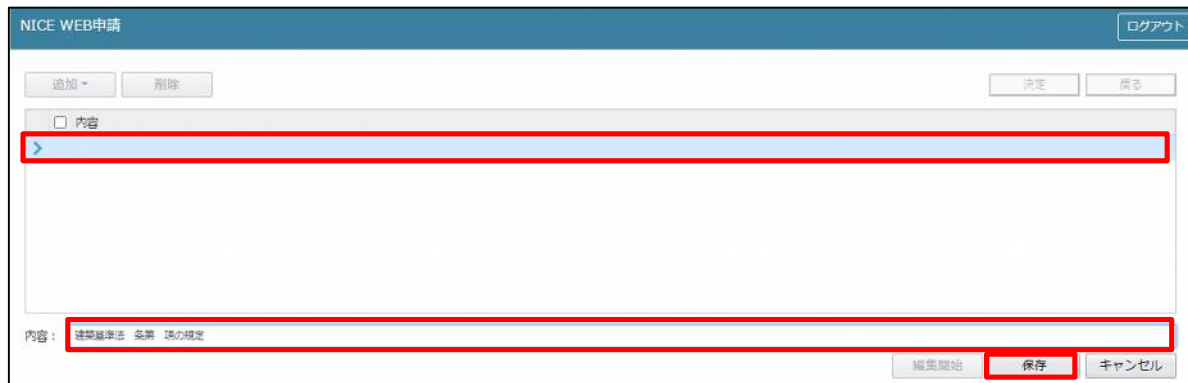 NICE WEB申請 ログアウト
追加 削除 決定 戻る
内容
内容： 建築基準法　条第　項の規定
編集開始 保存 キャンセル